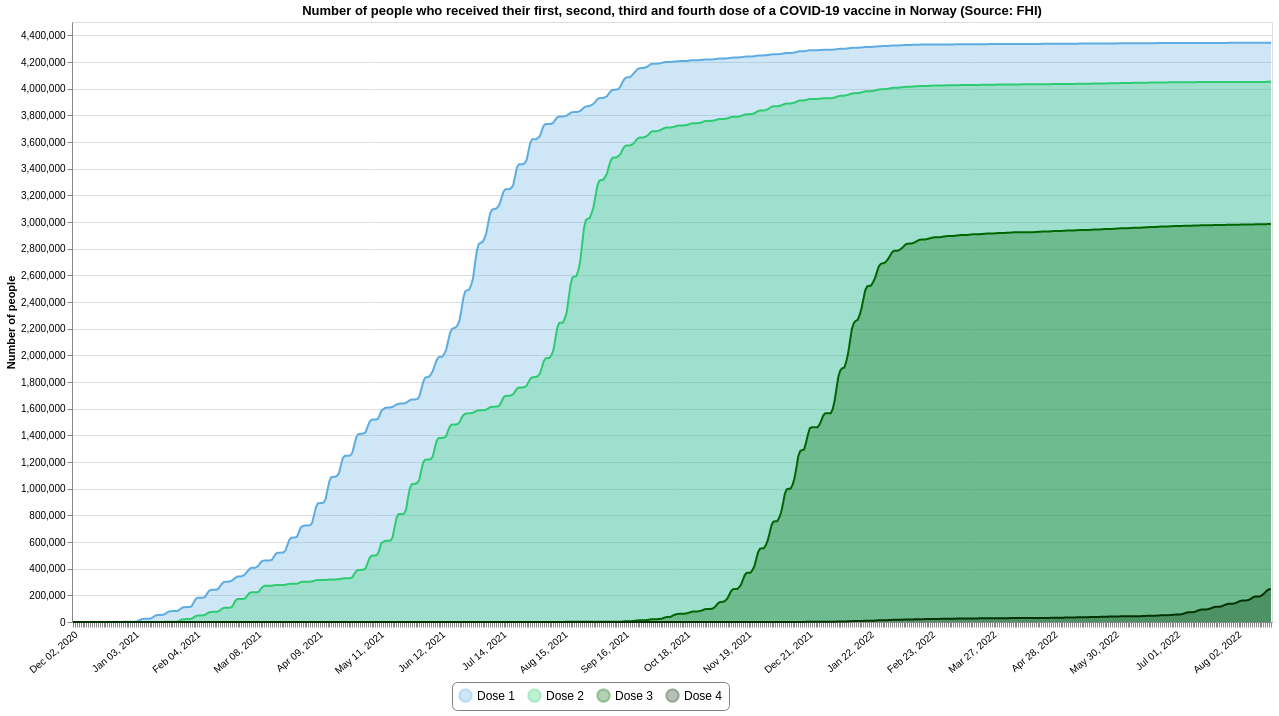 Number of people who received their first, second, third and fourth dose of a COVID-19 vaccine in Norway (Source: FHI)
Number of people
4,400,000
4,200,000
4,000,000
3,800,000
3,600,000
3,400,000
3,200,000
3,000,000
2,800,000
2,600,000
2,400,000
2,200,000
2,000,000
1,800,000
1,600,000
1,400,000
1,200,000
1,000,000
800,000
600,000
400,000
200,000
0
Dec 02, 2020
Jan 03, 2021
Feb 04, 2021
Mar 08, 2021
Apr 09, 2021
May 11, 2021
Jun 12, 2021
Jul 14, 2021
Aug 15, 2021
Sep 16, 2021
Oct 18, 2021
Nov 19, 2021
Dec 21, 2021
Jan 22, 2022
Feb 23, 2022
Mar 27, 2022
Apr 28, 2022
May 30, 2022
Jul 01, 2022
Aug 02, 2022
Dose 1
Dose 2
Dose 3
Dose 4